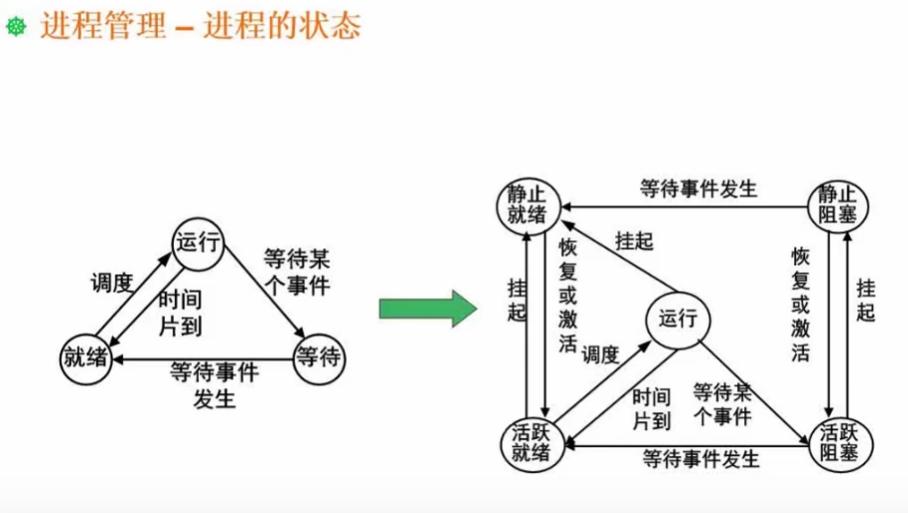 进程管理 – 进程的状态
运行
调度
时间
片到
等待某
个事件
就绪
等待
等待事件
发生
静止
就绪
等待事件发生
静止
阻塞
挂起
恢复或激活
挂起
运行
恢复或激活
挂起
调度
时间
片到
等待某
个事件
活跃
就绪
等待事件发生
活跃
阻塞